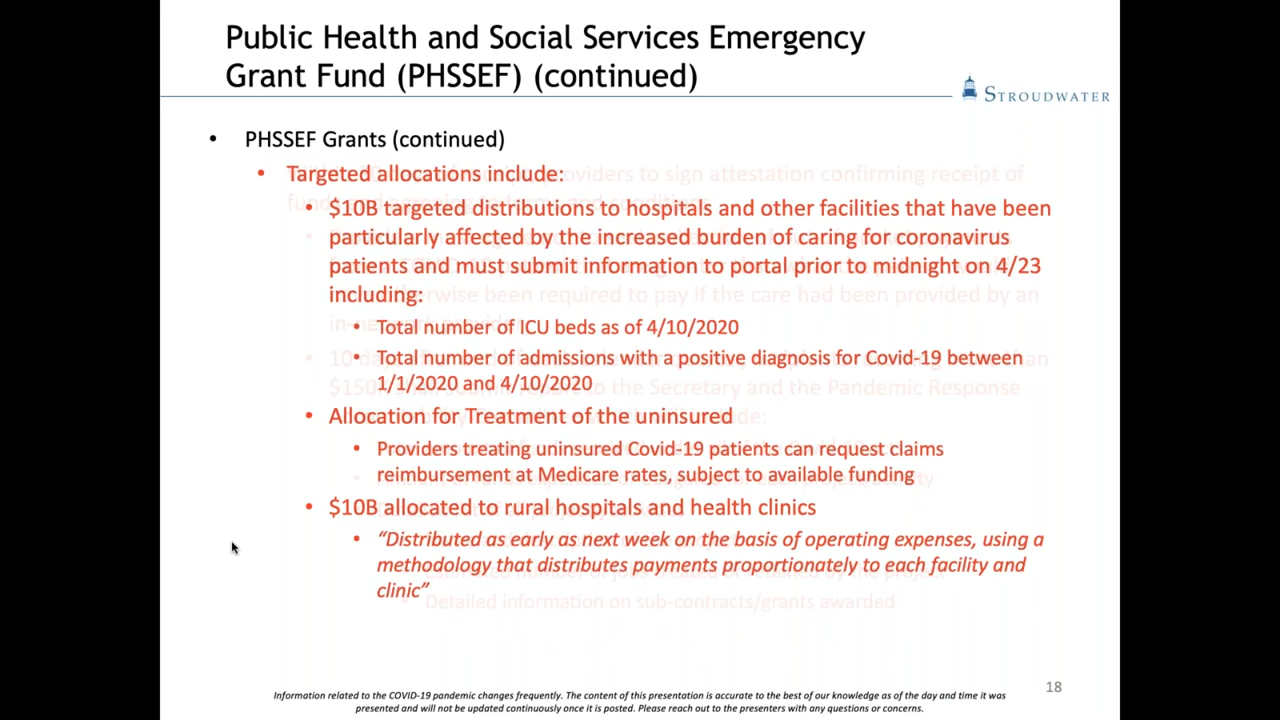 Public Health and Social Services Emergency
Grant Fund (PHSSEF) (continued)
STROUDWATER
• PHSSEF Grants (continued)
• Targeted allocations include:
• $10B targeted distributions to hospitals and other facilities that have been
particularly affected by the increased burden of caring for coronavirus
patients and must submit information to portal prior to midnight on 4/23
including:
• Total number of ICU beds as of 4/10/2020
• Total number of admissions with a positive diagnosis for Covid-19 between
1/1/2020 and 4/10/2020
• Allocation for Treatment of the uninsured
• Providers treating uninsured Covid-19 patients can request claims
reimbursement at Medicare rates, subject to available funding
• $10B allocated to rural hospitals and health clinics
• “Distributed as early as next week on the basis of operating expenses, using a
methodology that distributes payments proportionately to each facility and
clinic”
Detailed information on sub-contracts/grants awarded
18
Information related to the COVID-19 pandemic changes frequently. The content of this presentation is accurate to the best of our knowledge as of the day and time it was
presented and will not be updated continuously once it is posted. Please reach out to the presenters with any questions or concerns.